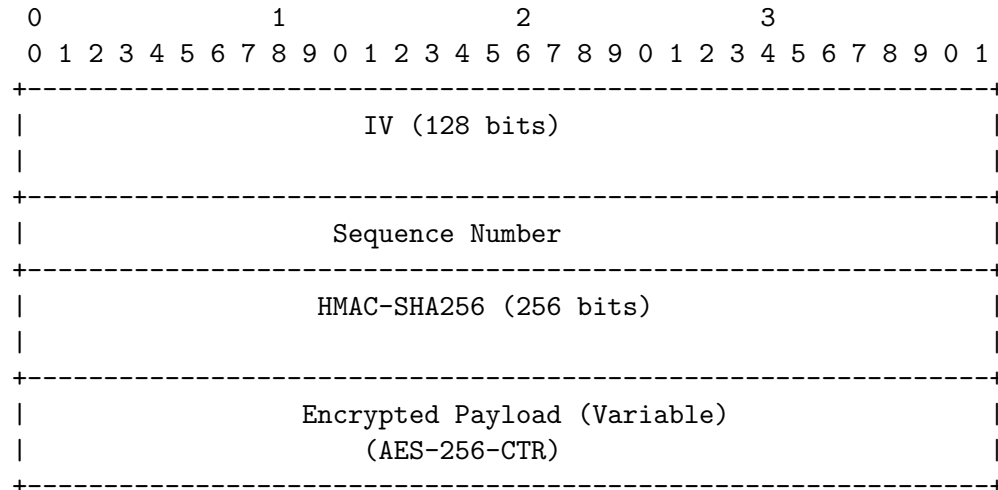 0 1 2 3
0 1 2 3 4 5 6 7 8 9 0 1 2 3 4 5 6 7 8 9 0 1 2 3 4 5 6 7 8 9 0 1
IV (128 bits)
Sequence Number
HMAC-SHA256 (256 bits)
Encrypted Payload (Variable)
(AES-256-CTR)